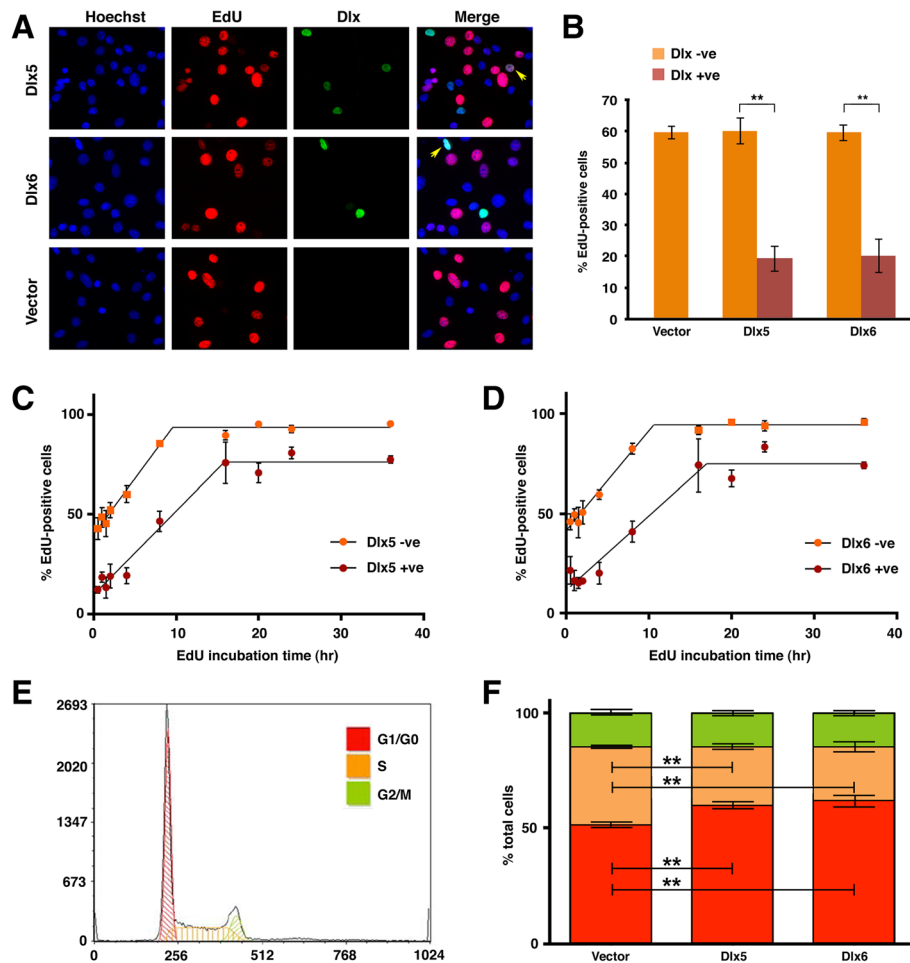 A
Hoechst EdU Dlx Merge
Dlx5
Dlx6
Vector
B
Dlx -ve
Dlx +ve
** **
80
70
60
50
40
30
20
10
0
% EdU-positive cells
Vector Dlx5 Dlx6
C
100
50
0
% EdU-positive cells
Dlx5 -ve
Dlx5 +ve
0 10 20 30 40
EdU incubation time (hr)
D
100
50
0
% EdU-positive cells
Dlx6 -ve
Dlx6 +ve
0 10 20 30 40
EdU incubation time (hr)
E
2693
2020
1347
673
0
G1/G0
S
G2/M
0 256 512 768 1024
F
100
50
0
% total cells
**
**
**
**
Vector Dlx5 Dlx6